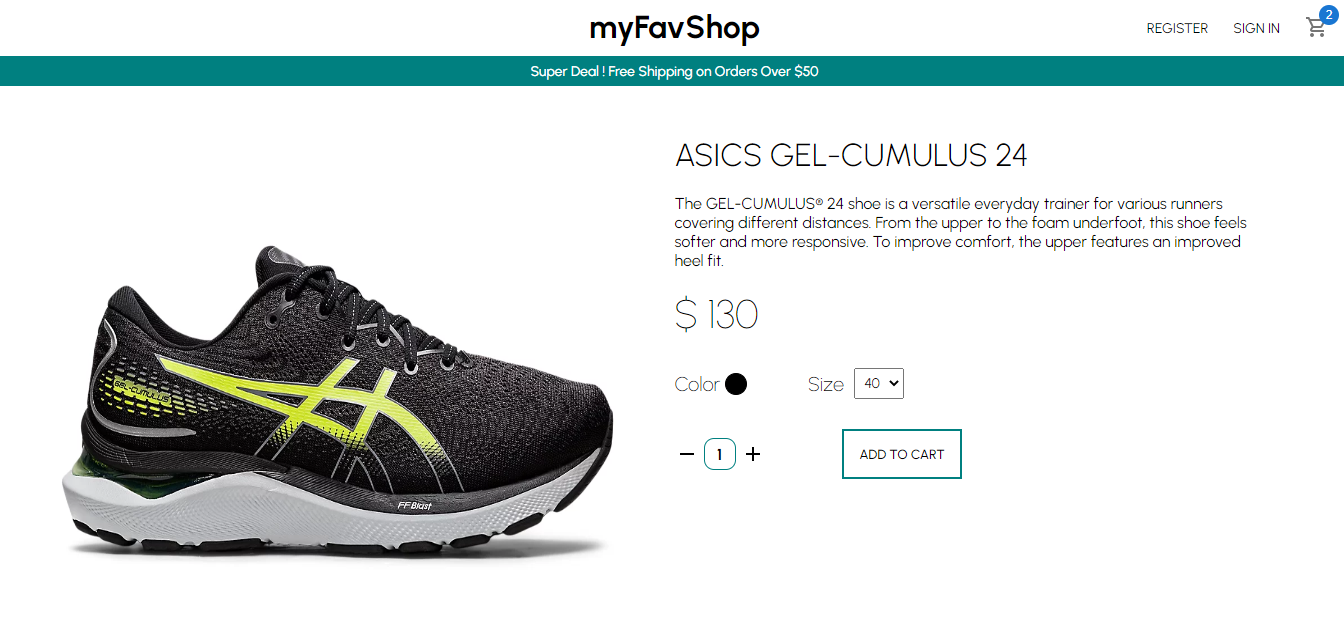 myFavShop
REGISTER
SIGN IN
2
Super Deal ! Free Shipping on Orders Over $50
ASICS GEL-CUMULUS 24
The GEL-CUMULUS® 24 shoe is a versatile everyday trainer for various runners
covering different distances. From the upper to the foam underfoot, this shoe feels
softer and more responsive. To improve comfort, the upper features an improved
heel fit.
$ 130
Color
Size
40
1
ADD TO CART
GEL-CUMULUS
FF Blast